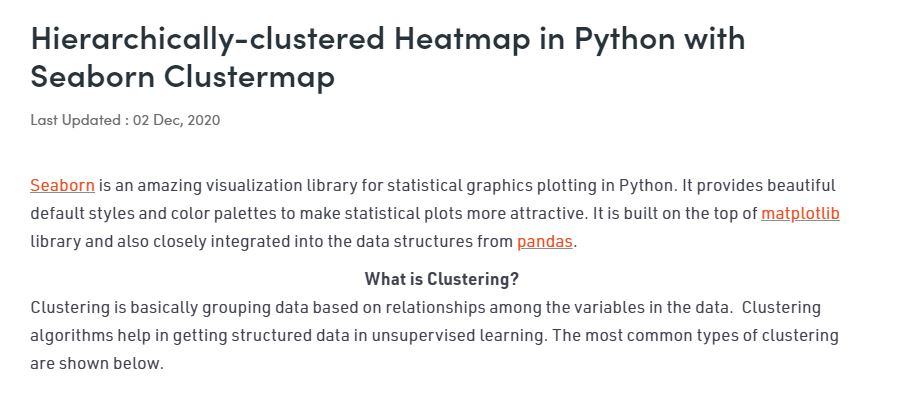 Hierarchically-clustered Heatmap in Python with
Seaborn Clustermap
Last Updated : 02 Dec, 2020
Seaborn is an amazing visualization library for statistical graphics plotting in Python. It provides beautiful
default styles and color palettes to make statistical plots more attractive. It is built on the top of matplotlib
library and also closely integrated into the data structures from pandas.
What is Clustering?
Clustering is basically grouping data based on relationships among the variables in the data.  Clustering
algorithms help in getting structured data in unsupervised learning. The most common types of clustering
are shown below.